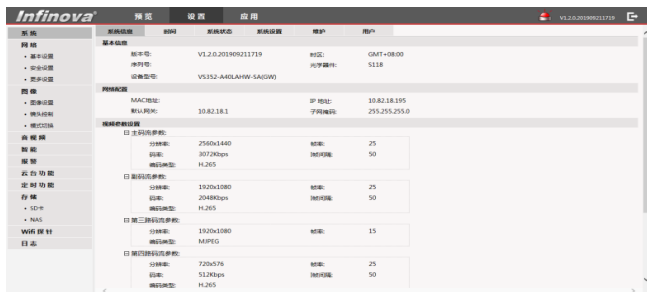 Infinova® 预览 设置 应用 V1.2.0.201909211719
系统 系统信息 时间 系统状态 系统设置 维护 用户
网络 基本信息
• 基本设置 版本号: V1.2.0.201909211719 时区: GMT+08:00
• 安全设置 序列号: 光学器件: S118
• 更多设置 设备型号: VS352-A40LAHW-SA(GW)
图像 网络配置
• 图像设置 MAC地址: IP 地址: 10.82.18.195
• 镜头控制 默认网关: 10.82.18.1 子网掩码: 255.255.255.0
• 模式切换
音视频 视频参数设置
智能 主码流参数:
报警 分辨率: 2560x1440 帧率: 25
云台功能 码率: 3072Kbps I帧间隔: 50
定时功能 编码类型: H.265
存储 副码流参数:
• SD卡 分辨率: 1920x1080 帧率: 25
• NAS 码率: 2048Kbps I帧间隔: 50
Wifi探针 编码类型: H.265
日志 第三路码流参数:
分辨率: 1920x1080 帧率: 15
编码类型: MJPEG
第四路码流参数:
分辨率: 720x576 帧率: 25
码率: 512Kbps I帧间隔: 50
编码类型: H.265